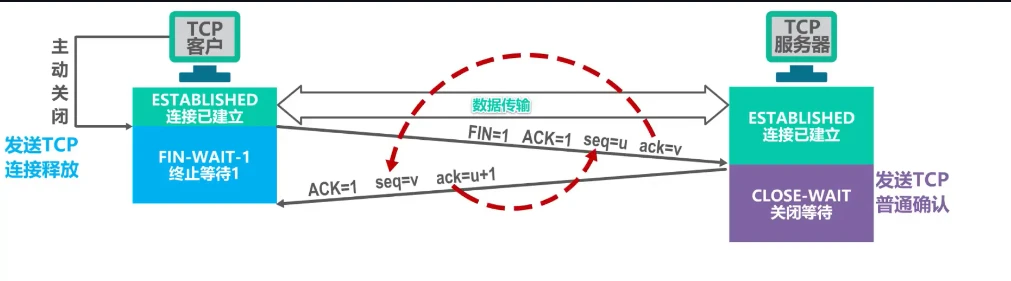 TCP
客户
TCP
服务器
主动关闭
ESTABLISHED
连接已建立
数据传输
ESTABLISHED
连接已建立
发送TCP
连接释放
FIN-WAIT-1
终止等待1
FIN=1 ACK=1 seq=u ack=v
ACK=1 seq=v ack=u+1
CLOSE-WAIT
关闭等待
发送TCP
普通确认